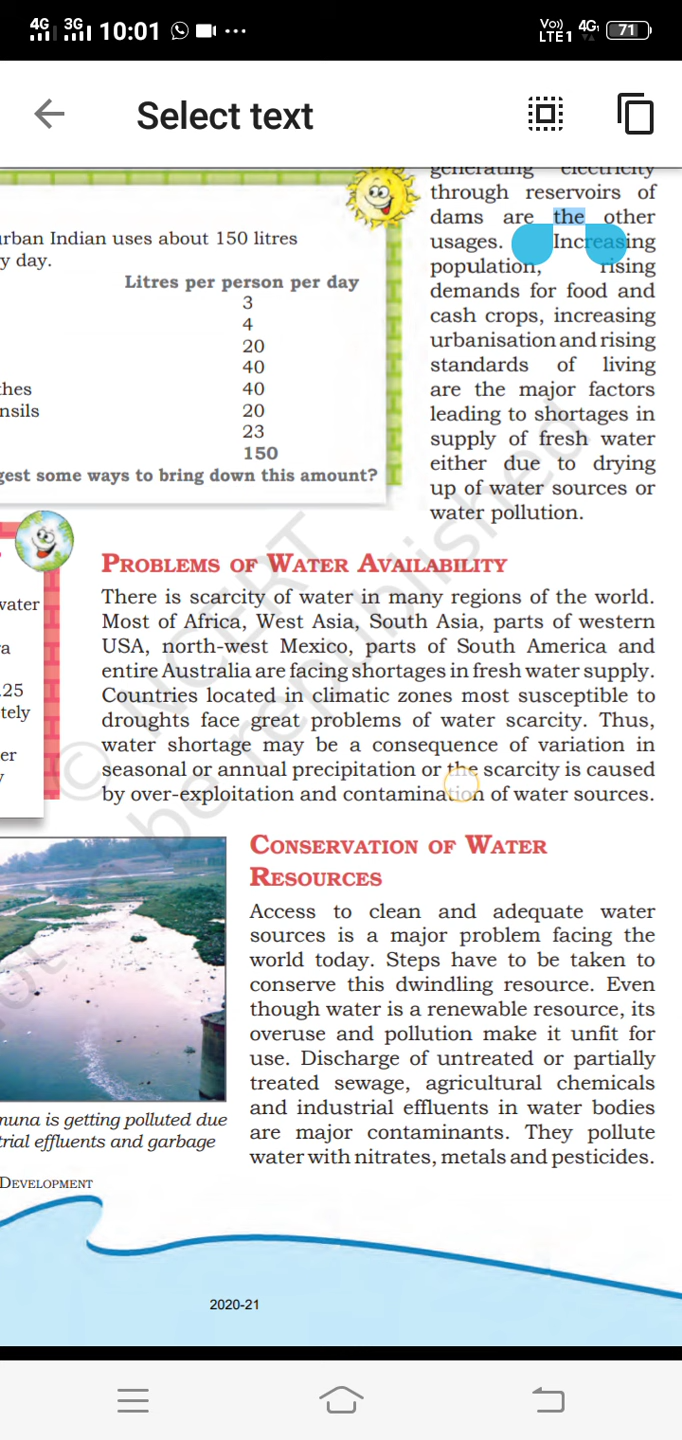 4G 3G 10:01 ... Vo)) LTE1 4G 71
Select text
generating electricity
through reservoirs of
dams are the other
usages. Increasing
population, rising
demands for food and
cash crops, increasing
urbanisation and rising
standards of living
are the major factors
leading to shortages in
supply of fresh water
either due to drying
up of water sources or
water pollution.
urban Indian uses about 150 litres
y day.
Litres per person per day
3
4
20
40
thes 40
nsils 20
23
150
gest some ways to bring down this amount?
water
a
.25
tely
er
y
PROBLEMS OF WATER AVAILABILITY
There is scarcity of water in many regions of the world.
Most of Africa, West Asia, South Asia, parts of western
USA, north-west Mexico, parts of South America and
entire Australia are facing shortages in fresh water supply.
Countries located in climatic zones most susceptible to
droughts face great problems of water scarcity. Thus,
water shortage may be a consequence of variation in
seasonal or annual precipitation or the scarcity is caused
by over-exploitation and contamination of water sources.
CONSERVATION OF WATER
RESOURCES
Access to clean and adequate water
sources is a major problem facing the
world today. Steps have to be taken to
conserve this dwindling resource. Even
though water is a renewable resource, its
overuse and pollution make it unfit for
use. Discharge of untreated or partially
treated sewage, agricultural chemicals
and industrial effluents in water bodies
are major contaminants. They pollute
water with nitrates, metals and pesticides.
muna is getting polluted due
trial effluents and garbage
DEVELOPMENT
2020-21
© NCERT
not to be republished